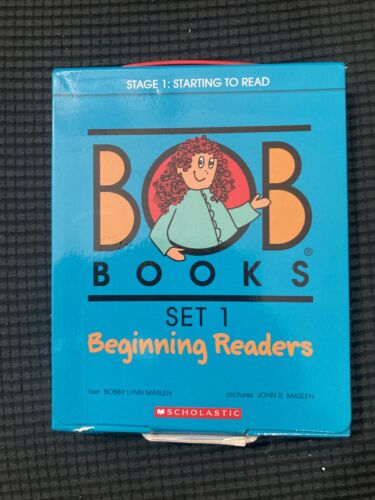 STAGE 1: STARTING TO READ
BOB
BOOKS®
SET 1
Beginning Readers
text BOBBY LYNN MASLEN pictures JOHN R. MASLEN
SCHOLASTIC